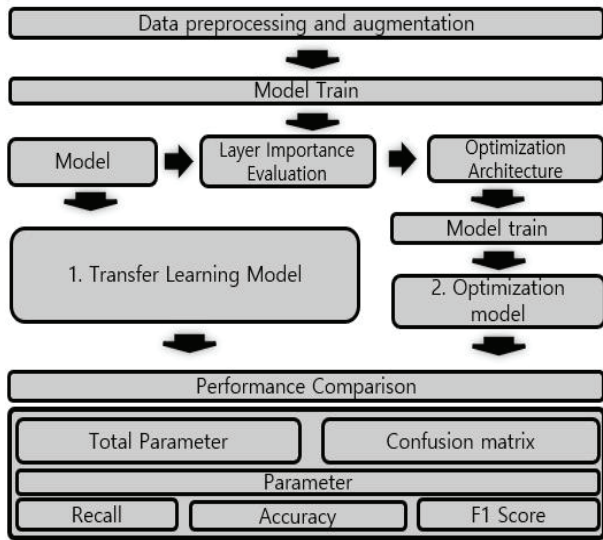 Data preprocessing and augmentation
Model Train
Model
Layer Importance
Evaluation
Optimization
Architecture
Model train
1. Transfer Learning Model
2. Optimization
model
Performance Comparison
Total Parameter
Confusion matrix
Parameter
Recall
Accuracy
F1 Score